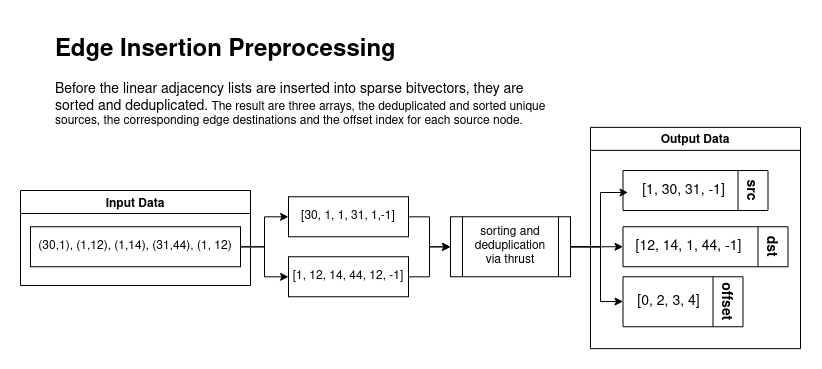 Edge Insertion Preprocessing
Before the linear adjacency lists are inserted into sparse bitvectors, they are
sorted and deduplicated. The result are three arrays, the deduplicated and sorted unique
sources, the corresponding edge destinations and the offset index for each source node.
Input Data
(30,1), (1,12), (1,14), (31,44), (1, 12)
[30, 1, 1, 31, 1,-1]
[1, 12, 14, 44, 12, -1]
sorting and
deduplication
via thrust
Output Data
[1, 30, 31, -1]
src
[12, 14, 1, 44, -1]
dst
[0, 2, 3, 4]
offset